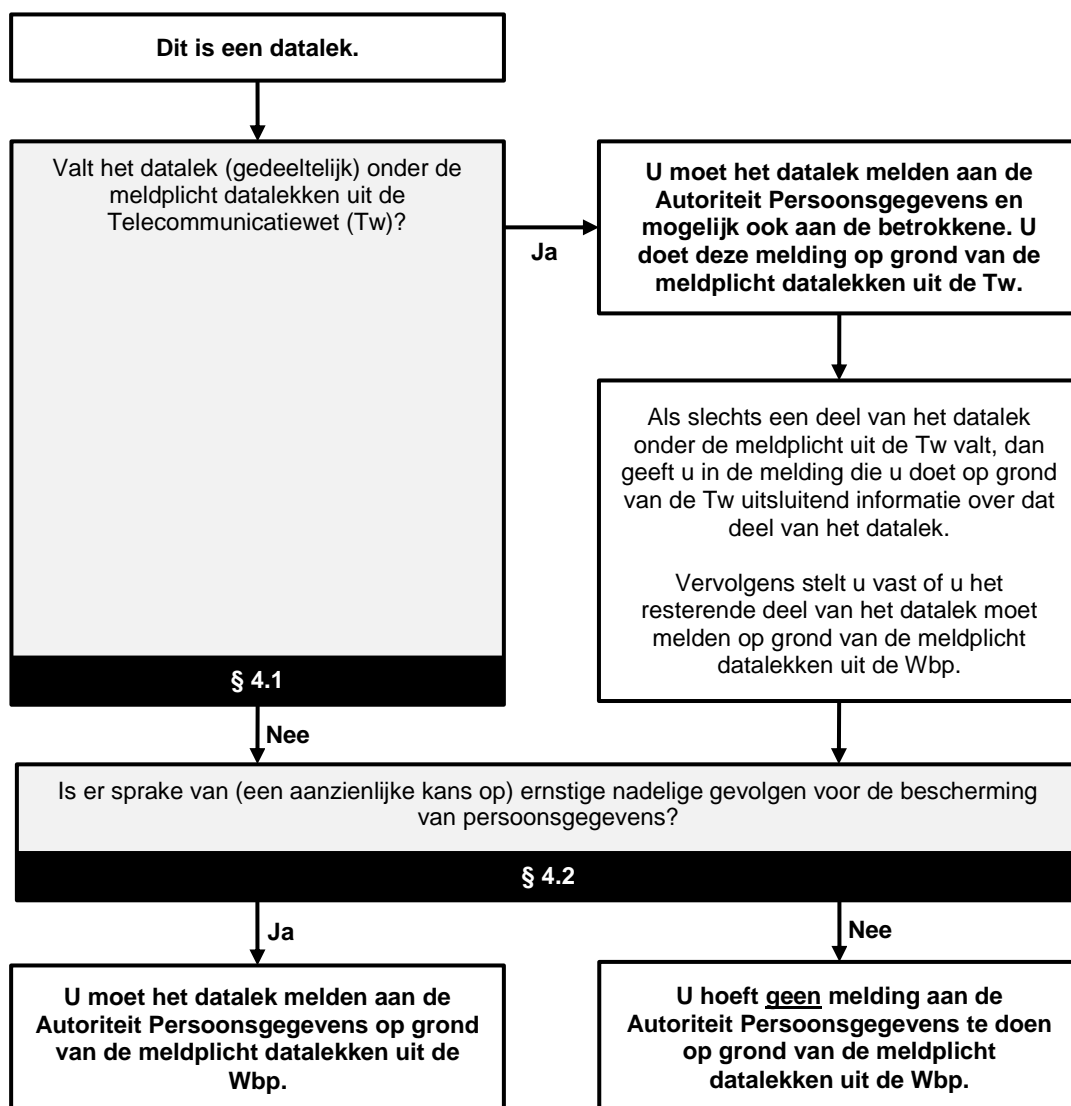 Dit is een datalek.
Valt het datalek (gedeeltelijk) onder de
meldplicht datalekken uit de
Telecommunicatiewet (Tw)?
§ 4.1
Ja
U moet het datalek melden aan de
Autoriteit Persoonsgegevens en
mogelijk ook aan de betrokkene. U
doet deze melding op grond van de
meldplicht datalekken uit de Tw.
Als slechts een deel van het datalek
onder de meldplicht uit de Tw valt, dan
geeft u in de melding die u doet op grond
van de Tw uitsluitend informatie over dat
deel van het datalek.
Vervolgens stelt u vast of u het
resterende deel van het datalek moet
melden op grond van de meldplicht
datalekken uit de Wbp.
Nee
Is er sprake van (een aanzienlijke kans op) ernstige nadelige gevolgen voor de bescherming
van persoonsgegevens?
§ 4.2
Ja
Nee
U moet het datalek melden aan de
Autoriteit Persoonsgegevens op grond
van de meldplicht datalekken uit de
Wbp.
U hoeft geen melding aan de
Autoriteit Persoonsgegevens te doen
op grond van de meldplicht
datalekken uit de Wbp.